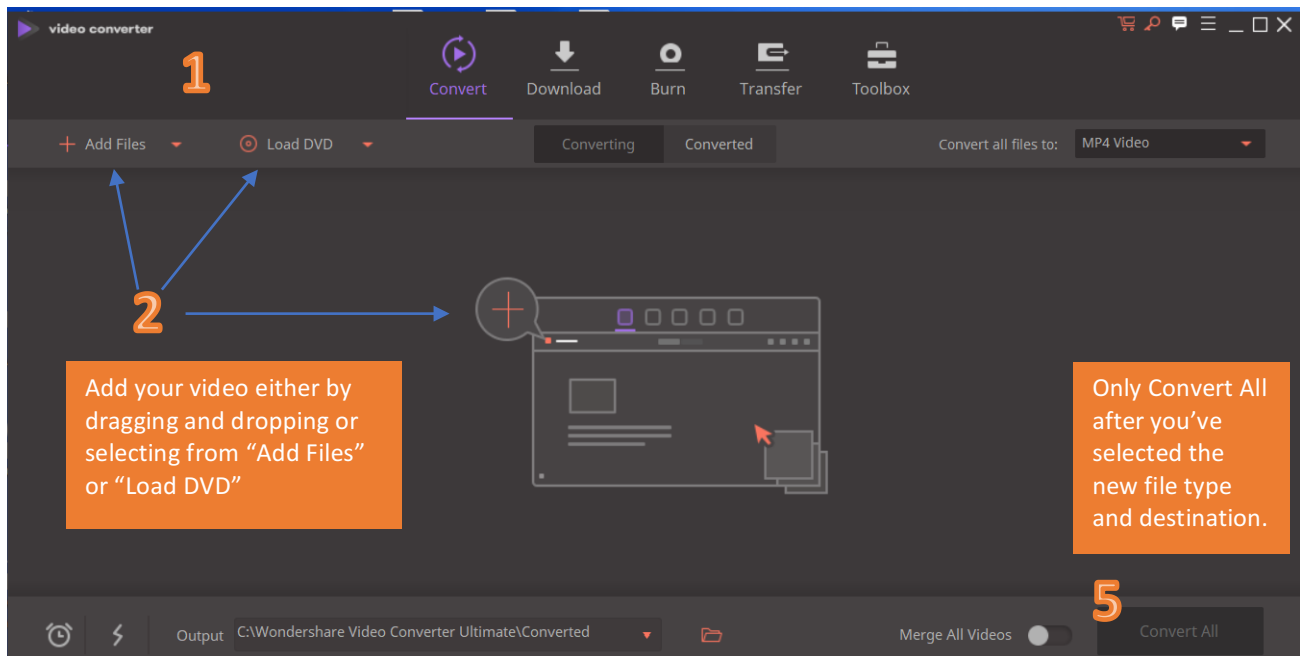 video converter
1
Convert
Download
Burn
Transfer
Toolbox
Add Files
Load DVD
Converting
Converted
Convert all files to:
MP4 Video
2
Add your video either by
dragging and dropping or
selecting from “Add Files”
or “Load DVD”
Only Convert All
after you’ve
selected the
new file type
and destination.
5
Output
C:\Wondershare Video Converter Ultimate\Converted
Merge All Videos
Convert All